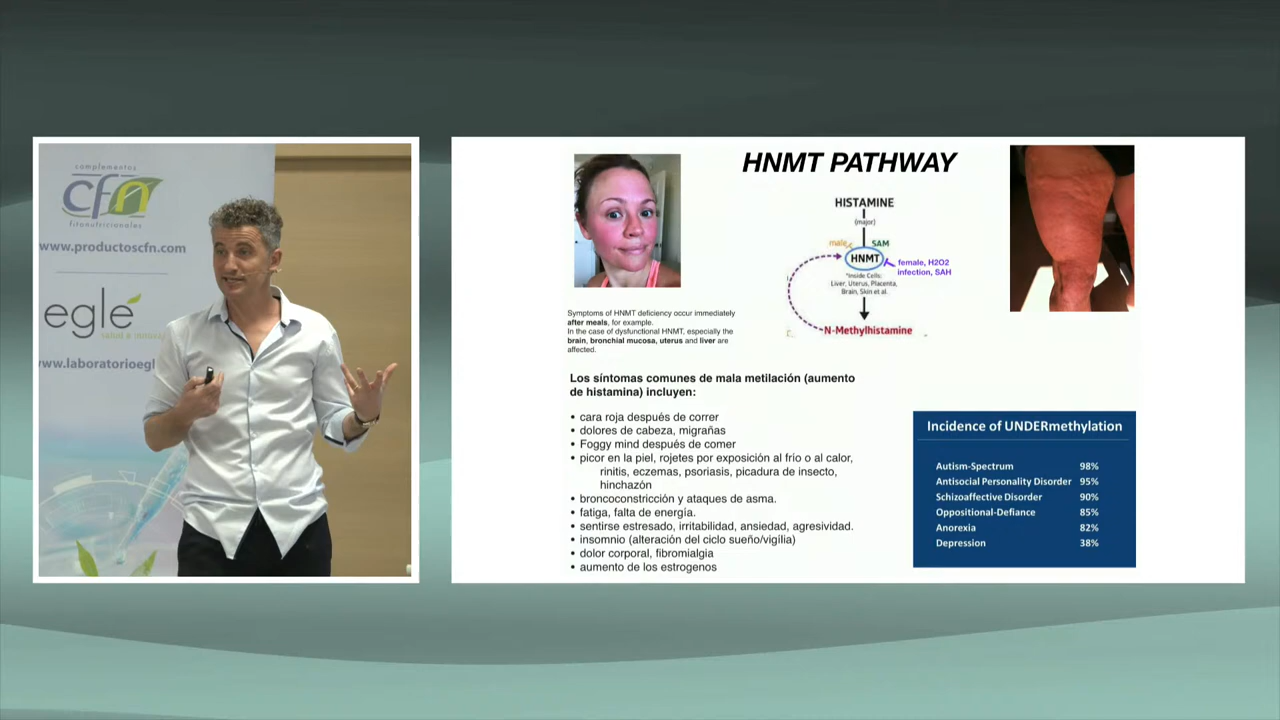 complementos
cfn
fitonutricionales
www.productoscfn.com
eglé
salud e innova
www.laboratorioegl
HNMT PATHWAY
HISTAMINE
(major)
male
SAM
HNMT
female, H2O2
infection, SAH
*Inside Cells:
Liver, Uterus, Placenta,
Brain, Skin et al.
N-Methylhistamine
Symptoms of HNMT deficiency occur immediately
after meals, for example.
In the case of dysfunctional HNMT, especially the
brain, bronchial mucosa, uterus and liver are
affected.
Los síntomas comunes de mala metilación (aumento
de histamina) incluyen:
• cara roja después de correr
• dolores de cabeza, migrañas
• Foggy mind después de comer
• picor en la piel, rojetes por exposición al frio o al calor,
rinitis, eczemas, psoriasis, picadura de insecto,
hinchazón
• broncoconstricción y ataques de asma.
• fatiga, falta de energía.
• sentirse estresado, irritabilidad, ansiedad, agresividad.
• insomnio (alteración del ciclo sueño/vigília)
• dolor corporal, fibromialgia
• aumento de los estrogenos
Incidence of UNDERmethylation
Autism-Spectrum 98%
Antisocial Personality Disorder 95%
Schizoaffective Disorder 90%
Oppositional-Defiance 85%
Anorexia 82%
Depression 38%